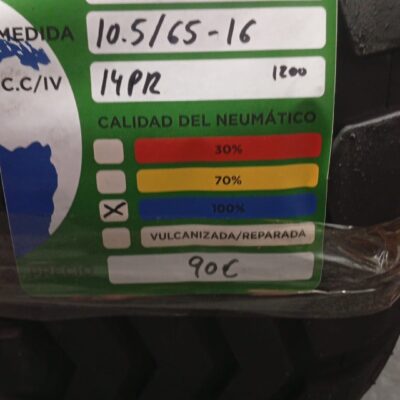 MEDIDA 10.5/65-16
C.C/IV 14PR 1200
CALIDAD DEL NEUMÁTICO
30%
70%
X 100%
VULCANIZADA/REPARADA
PRECIO 90€